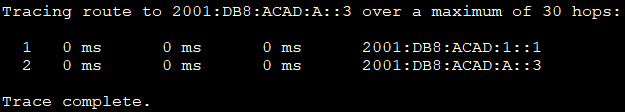 Tracing route to 2001:DB8:ACAD:A::3 over a maximum of 30 hops:
1 0 ms 0 ms 0 ms 2001:DB8:ACAD:1::1
2 0 ms 0 ms 0 ms 2001:DB8:ACAD:A::3
Trace complete.